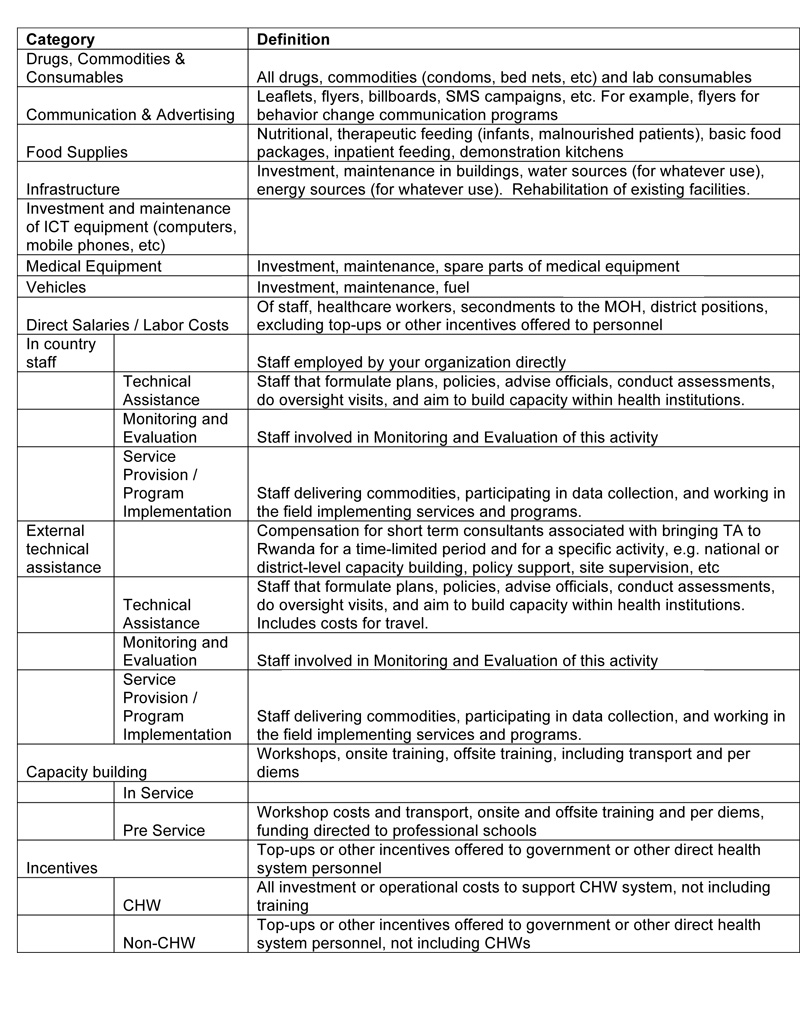 Category Definition
Drugs, Commodities &
Consumables All drugs, commodities (condoms, bed nets, etc) and lab consumables
Leaflets, flyers, billboards, SMS campaigns, etc. For example, flyers for
Communication & Advertising behavior change communication programs
Nutritional, therapeutic feeding (infants, malnourished patients), basic food
Food Supplies packages, inpatient feeding, demonstration kitchens
Investment, maintenance in buildings, water sources (for whatever use),
Infrastructure energy sources (for whatever use).  Rehabilitation of existing facilities.
Investment and maintenance
of ICT equipment (computers,
mobile phones, etc)
Medical Equipment Investment, maintenance, spare parts of medical equipment
Vehicles Investment, maintenance, fuel
Of staff, healthcare workers, secondments to the MOH, district positions,
Direct Salaries / Labor Costs excluding top-ups or other incentives offered to personnel
In country
staff Staff employed by your organization directly
Technical Staff that formulate plans, policies, advise officials, conduct assessments,
Assistance do oversight visits, and aim to build capacity within health institutions.
Monitoring and
Evaluation Staff involved in Monitoring and Evaluation of this activity
Service
Provision /
Program Staff delivering commodities, participating in data collection, and working in
Implementation the field implementing services and programs.
External Compensation for short term consultants associated with bringing TA to
technical Rwanda for a time-limited period and for a specific activity, e.g. national or
assistance district-level capacity building, policy support, site supervision, etc
Staff that formulate plans, policies, advise officials, conduct assessments,
Technical do oversight visits, and aim to build capacity within health institutions.
Assistance Includes costs for travel.
Monitoring and
Evaluation Staff involved in Monitoring and Evaluation of this activity
Service
Provision /
Program Staff delivering commodities, participating in data collection, and working in
Implementation the field implementing services and programs.
Workshops, onsite training, offsite training, including transport and per
Capacity building diems
In Service
Workshop costs and transport, onsite and offsite training and per diems,
Pre Service funding directed to professional schools
Top-ups or other incentives offered to government or other direct health
Incentives system personnel
All investment or operational costs to support CHW system, not including
CHW training
Top-ups or other incentives offered to government or other direct health
Non-CHW system personnel, not including CHWs